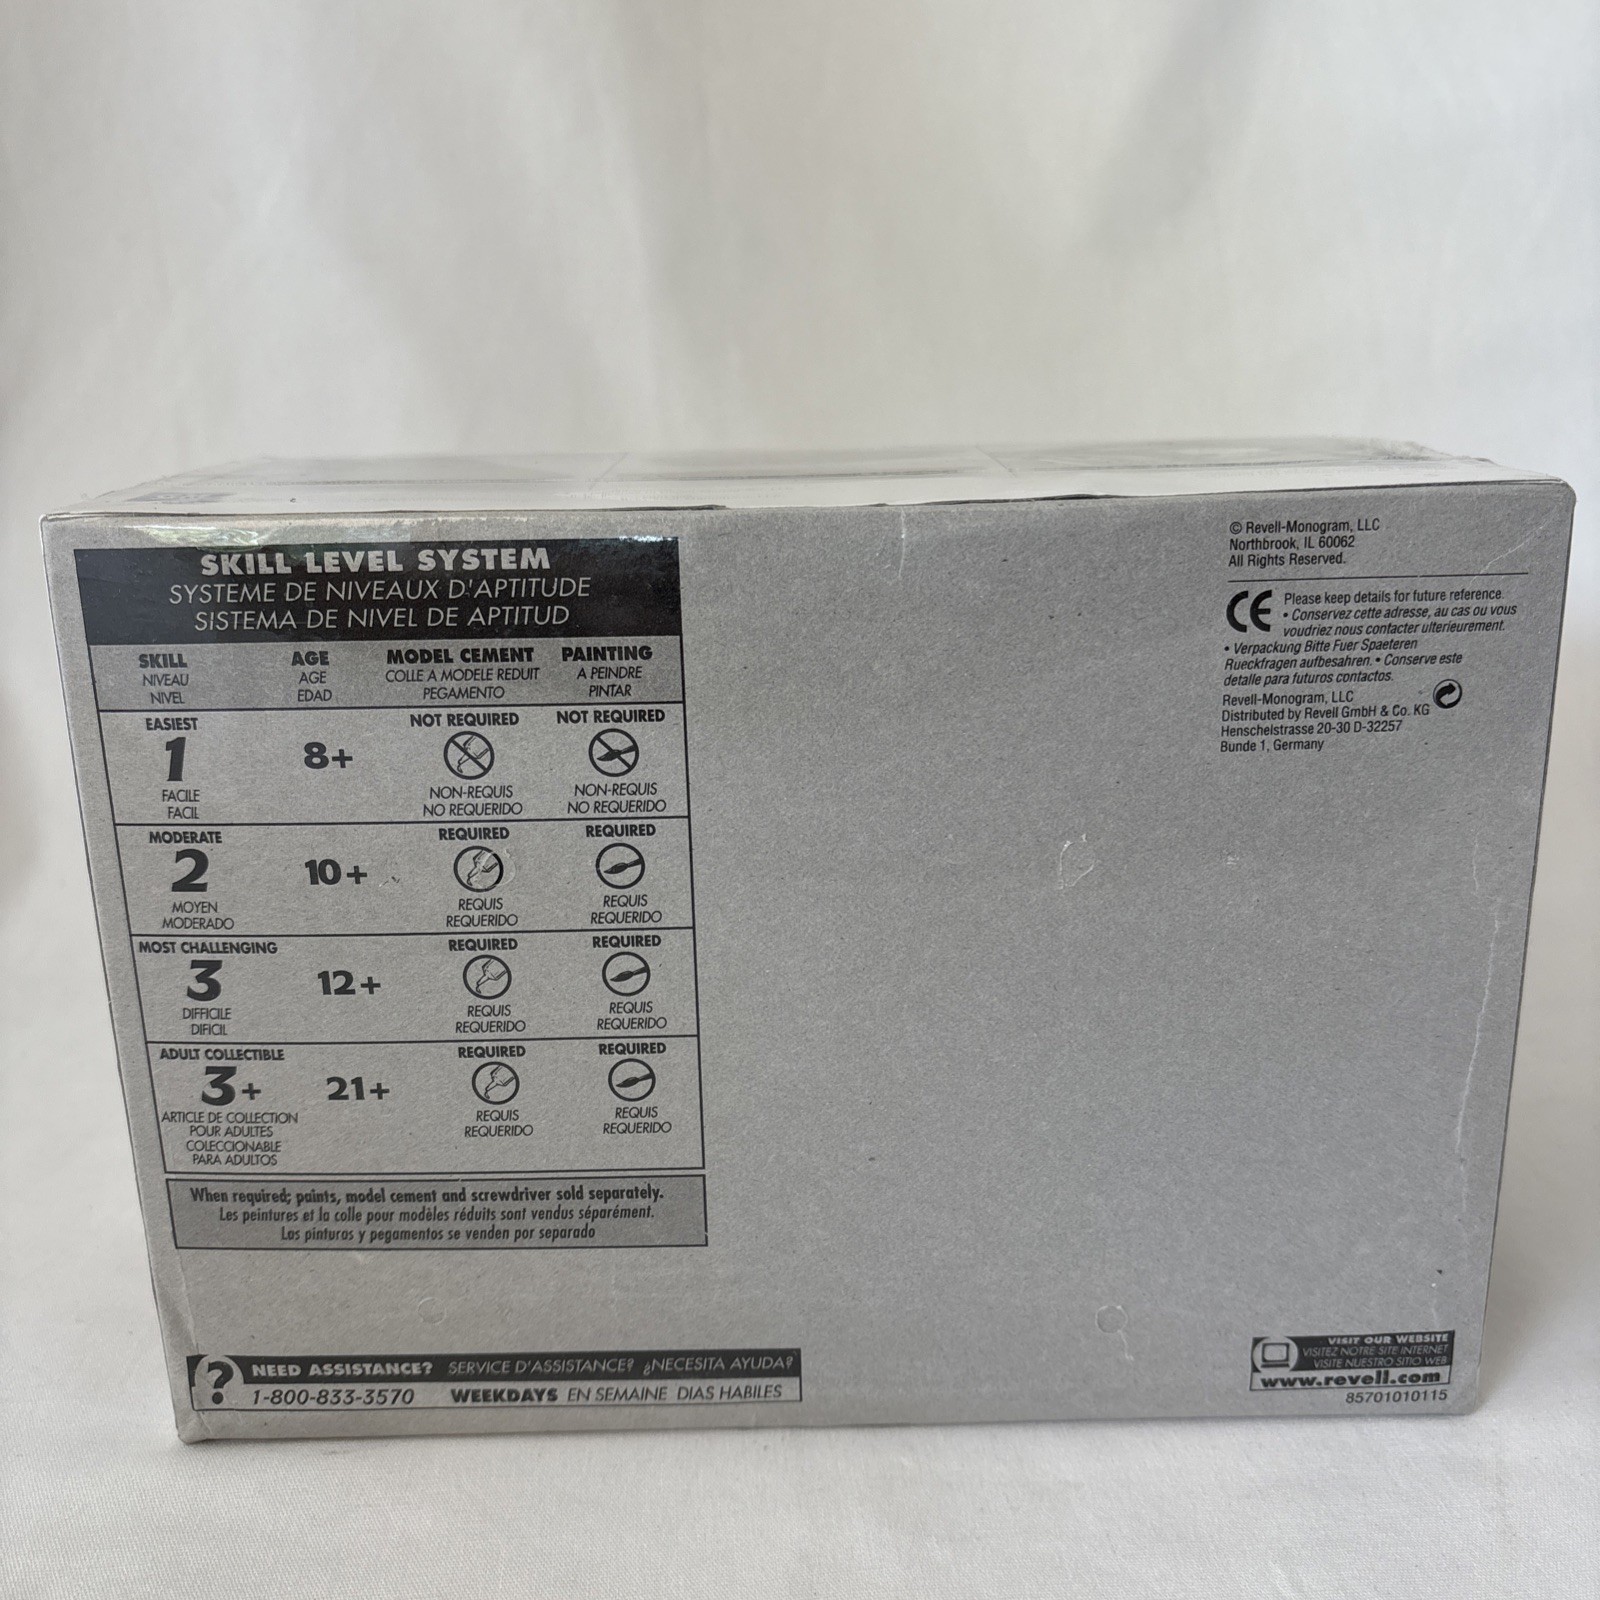 SKILL LEVEL SYSTEM
SYSTEME DE NIVEAUX D'APTITUDE
SISTEMA DE NIVEL DE APTITUD
SKILL AGE MODEL CEMENT PAINTING
NIVEAU AGE COLLE A MODELE REDUIT A PEINDRE
NIVEL EDAD PEGAMENTO PINTAR
EASIEST NOT REQUIRED NOT REQUIRED
1 8+
FACILE NON-REQUIS NON-REQUIS
FACIL NO REQUERIDO NO REQUERIDO
MODERATE REQUIRED REQUIRED
2 10+
MOYEN REQUIS REQUIS
MODERADO REQUERIDO REQUERIDO
MOST CHALLENGING REQUIRED REQUIRED
3 12+
DIFFICILE REQUIS REQUIS
DIFICIL REQUERIDO REQUERIDO
ADULT COLLECTIBLE REQUIRED REQUIRED
3+ 21+
ARTICLE DE COLLECTION REQUIS REQUIS
POUR ADULTES REQUERIDO REQUERIDO
COLECCIONABLE
PARA ADULTOS
When required; paints, model cement and screwdriver sold separately.
Les peintures et la colle pour modèles réduits sont vendus séparément.
Las pinturas y pegamentos se venden por separado
? NEED ASSISTANCE? SERVICE D'ASSISTANCE? ¿NECESITA AYUDA?
1-800-833-3570 WEEKDAYS EN SEMAINE DIAS HABILES
© Revell-Monogram, LLC
Northbrook, IL 60062
All Rights Reserved.
CE Please keep details for future reference.
• Conservez cette adresse, au cas ou vous
voudriez nous contacter ulterieurement.
• Verpackung Bitte Fuer Spaeteren
Rueckfragen aufbesahren. • Conserve este
detalle para futuros contactos.
Revell-Monogram, LLC
Distributed by Revell GmbH & Co. KG
Henschelstrasse 20-30 D-32257
Bunde 1, Germany
VISIT OUR WEBSITE
VISITEZ NOTRE SITE INTERNET
VISITE NUESTRO SITIO WEB
www.revell.com
85701010115